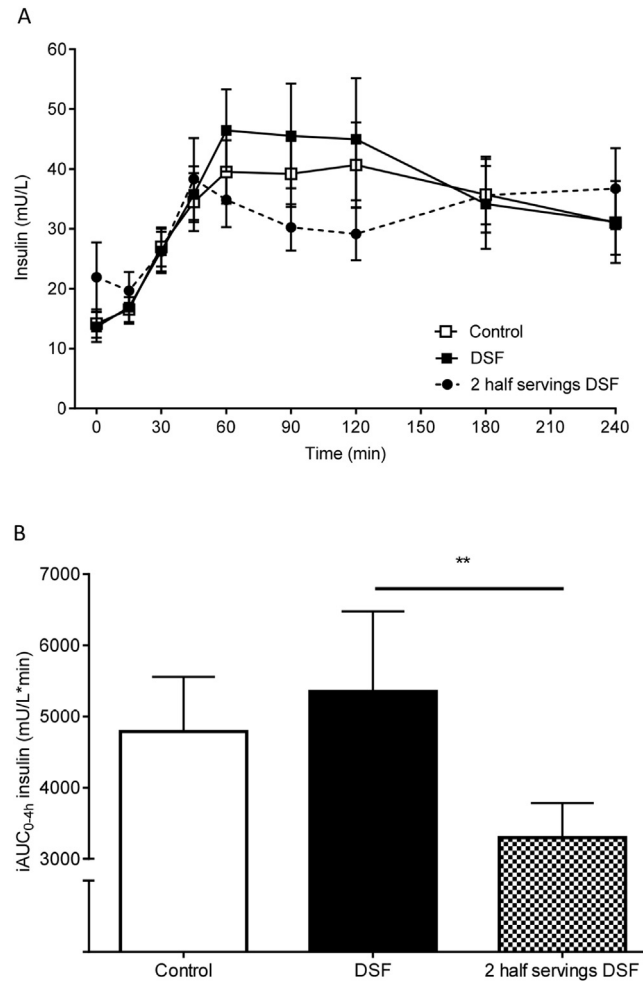 A
60
50
40
30
20
10
0
Insulin (mU/L)
Control
DSF
2 half servings DSF
0 30 60 90 120 150 180 210 240
Time (min)
B
**
7000
6000
5000
4000
3000
iAUC0-4h insulin (mU/L*min)
Control DSF 2 half servings DSF